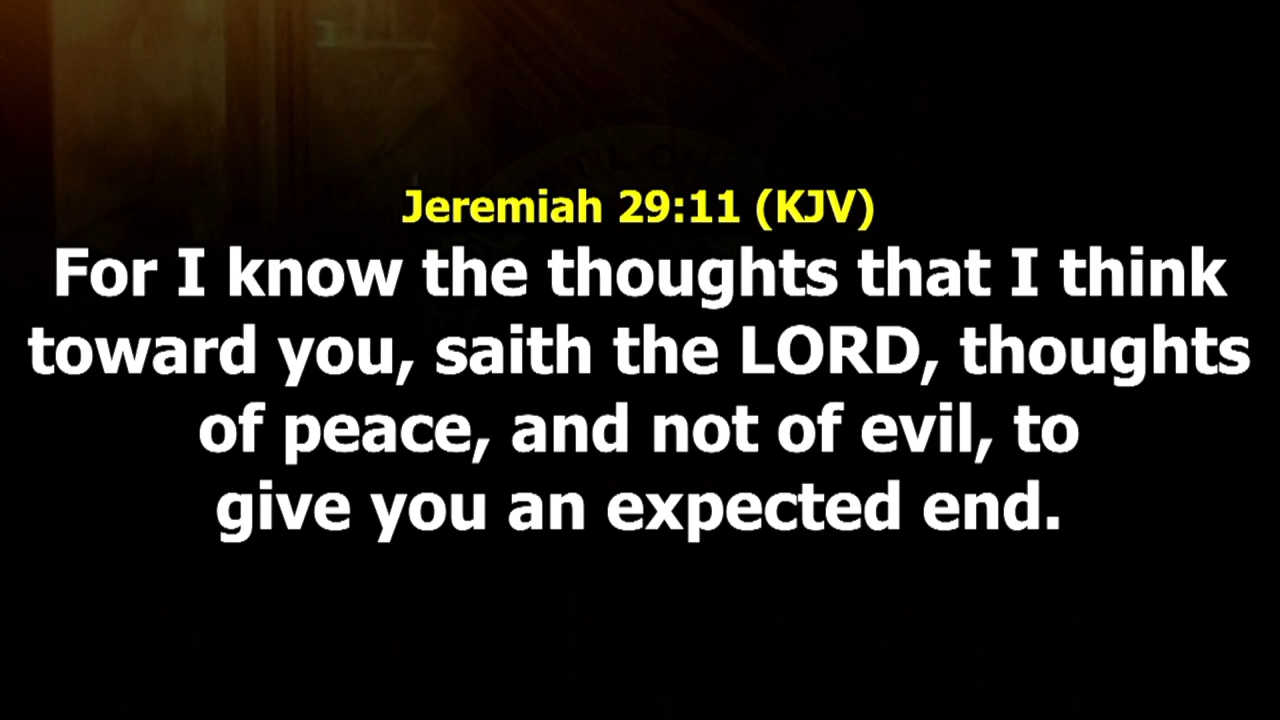 Jeremiah 29:11 (KJV)
For I know the thoughts that I think
toward you, saith the LORD, thoughts
of peace, and not of evil, to
give you an expected end.